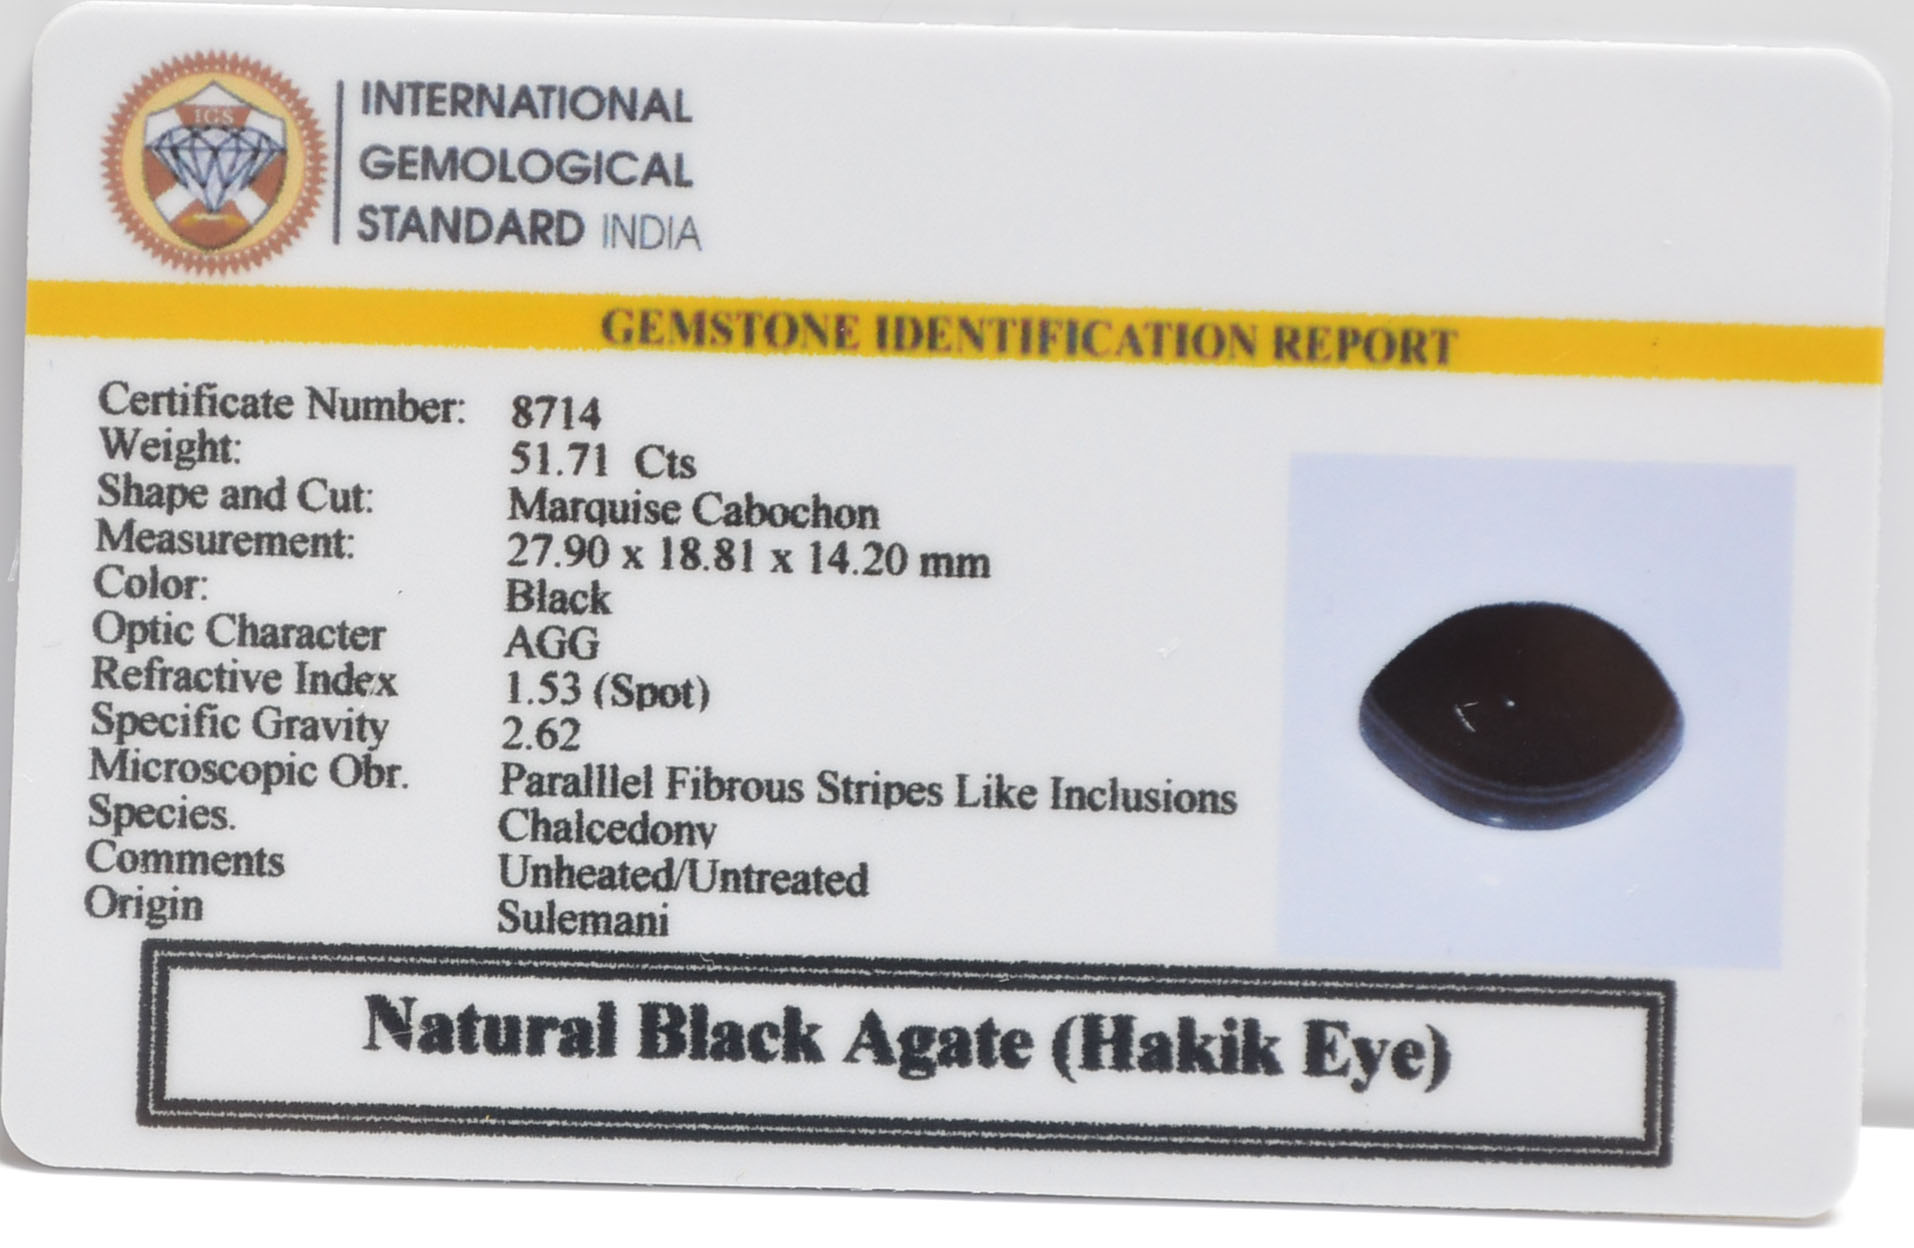 IGS
INTERNATIONAL
GEMOLOGICAL
STANDARD INDIA
GEMSTONE IDENTIFICATION REPORT
Certificate Number: 8714
Weight: 51.71 Cts
Shape and Cut: Marquise Cabochon
Measurement: 27.90 x 18.81 x 14.20 mm
Color: Black
Optic Character AGG
Refractive Index 1.53 (Spot)
Specific Gravity 2.62
Microscopic Obr. Paralllel Fibrous Stripes Like Inclusions
Species. Chalcedony
Comments Unheated/Untreated
Origin Sulemani
Natural Black Agate (Hakik Eye)